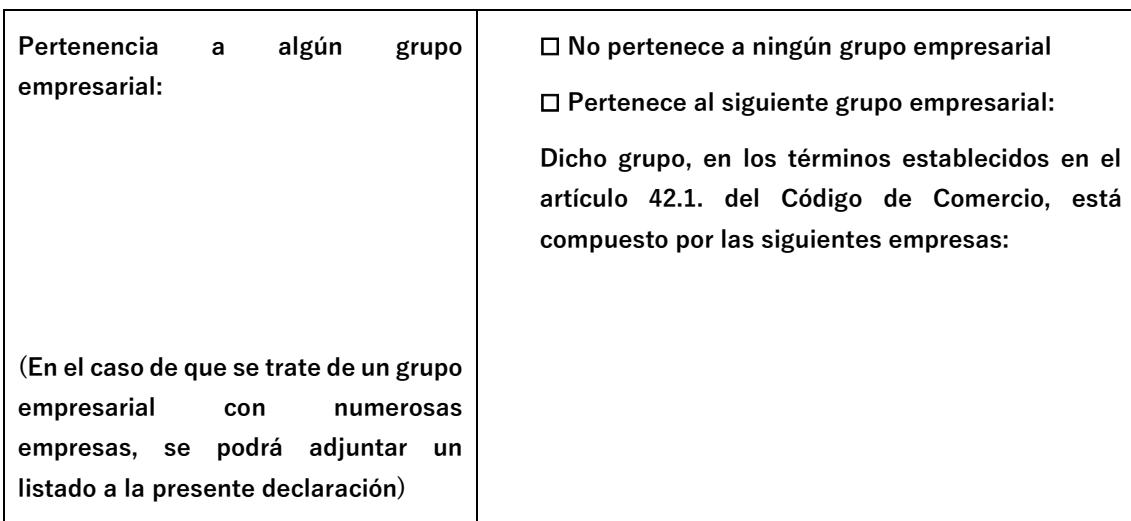 Pertenencia a algún grupo
empresarial:
(En el caso de que se trate de un grupo
empresarial con numerosas
empresas, se podrá adjuntar un
listado a la presente declaración)
☐ No pertenece a ningún grupo empresarial
☐ Pertenece al siguiente grupo empresarial:
Dicho grupo, en los términos establecidos en el
artículo 42.1. del Código de Comercio, está
compuesto por las siguientes empresas: